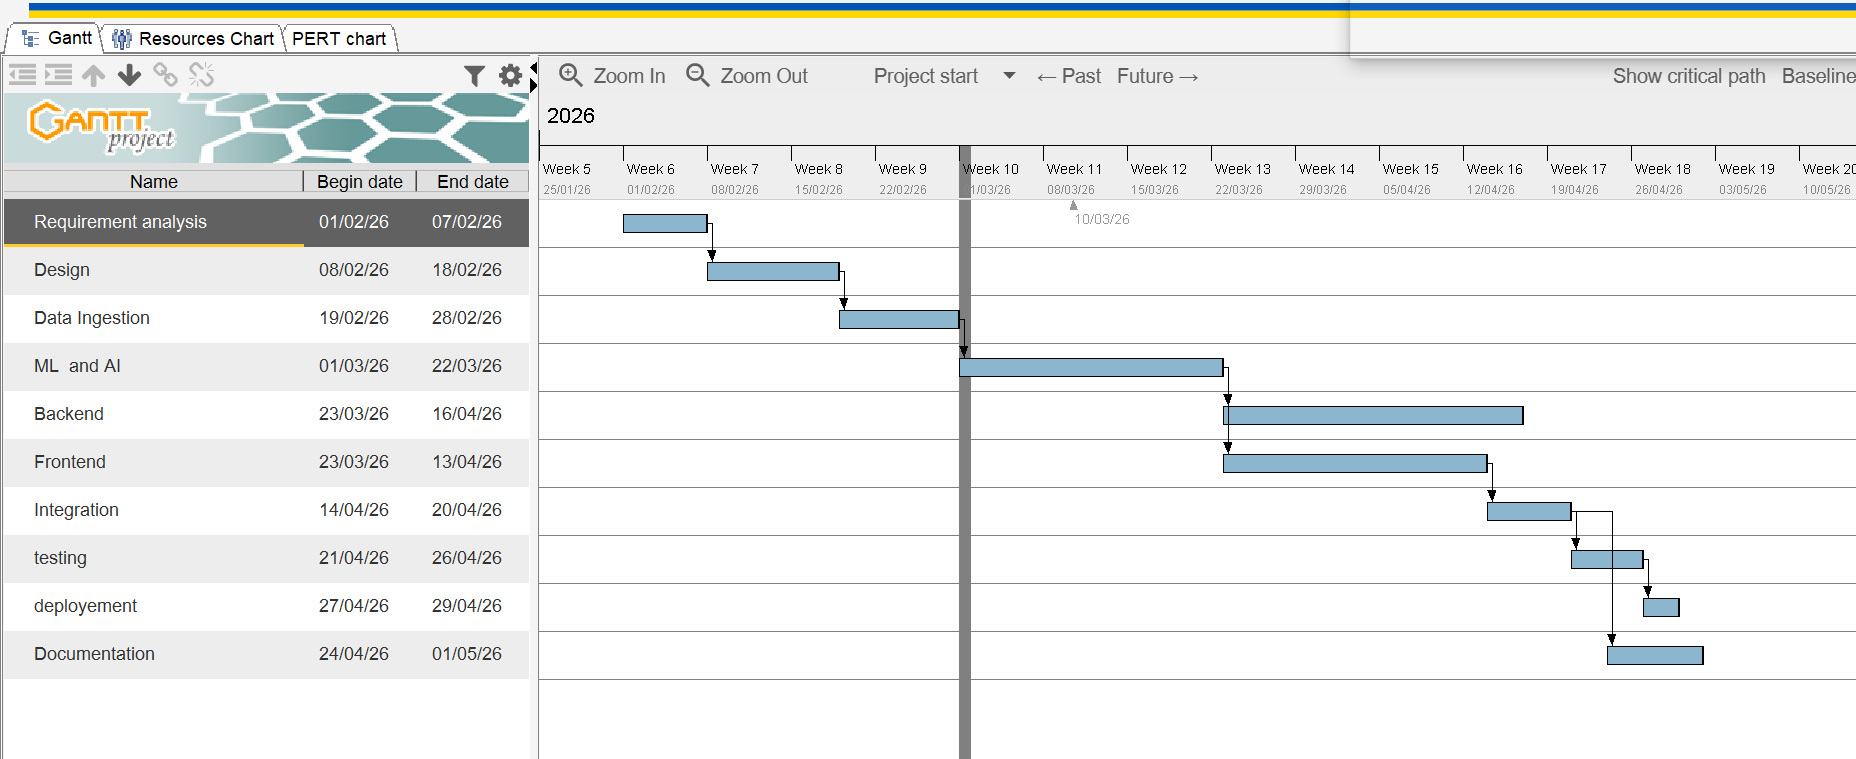 Gantt Resources Chart PERT chart
Zoom In Zoom Out Project start ← Past Future → Show critical path Baseline
GANTT
project
2026
Week 5 Week 6 Week 7 Week 8 Week 9 Week 10 Week 11 Week 12 Week 13 Week 14 Week 15 Week 16 Week 17 Week 18 Week 19 Week 20
25/01/26 01/02/26 08/02/26 15/02/26 22/02/26 1/03/26 08/03/26 15/03/26 22/03/26 29/03/26 05/04/26 12/04/26 19/04/26 26/04/26 03/05/26 10/05/26
Name Begin date End date
10/03/26
Requirement analysis 01/02/26 07/02/26
Design 08/02/26 18/02/26
Data Ingestion 19/02/26 28/02/26
ML and AI 01/03/26 22/03/26
Backend 23/03/26 16/04/26
Frontend 23/03/26 13/04/26
Integration 14/04/26 20/04/26
testing 21/04/26 26/04/26
deployement 27/04/26 29/04/26
Documentation 24/04/26 01/05/26